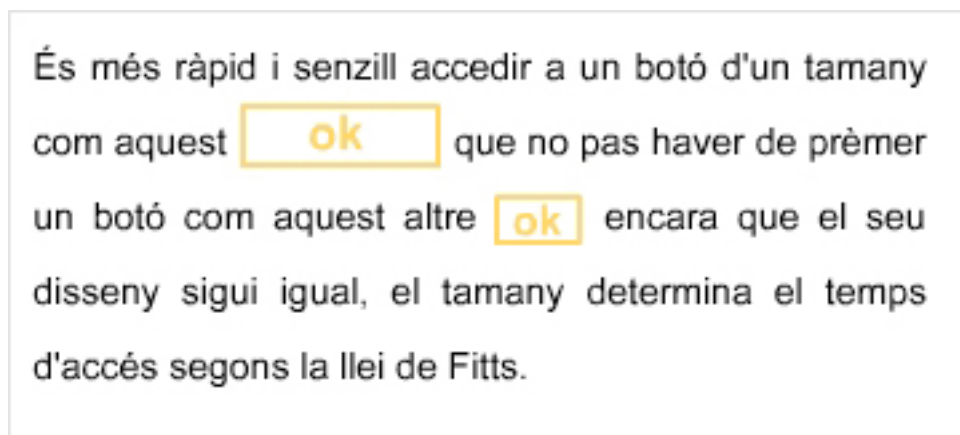 És més ràpid i senzill accedir a un botó d'un tamany
com aquest ok que no pas haver de prèmer
un botó com aquest altre ok encara que el seu
disseny sigui igual, el tamany determina el temps
d'accés segons la llei de Fitts.